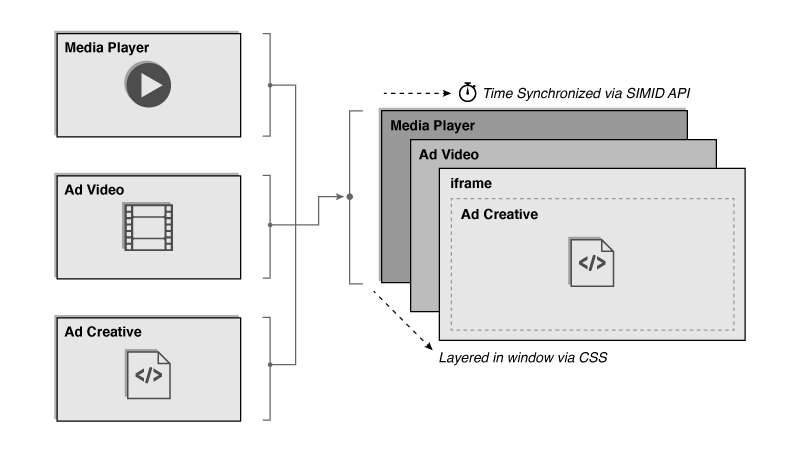 Media Player
Ad Video
Ad Creative
</>
Time Synchronized via SIMID API
Media Player
Ad Video
iframe
Ad Creative
</>
Layered in window via CSS